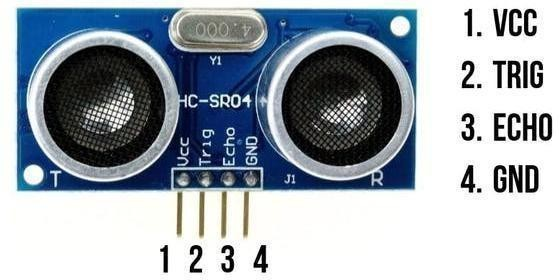 4.000
Y1
HC-SR04
Vcc
Trig
Echo
GND
T
J1
R
1 2 3 4
1. VCC
2. TRIG
3. ECHO
4. GND